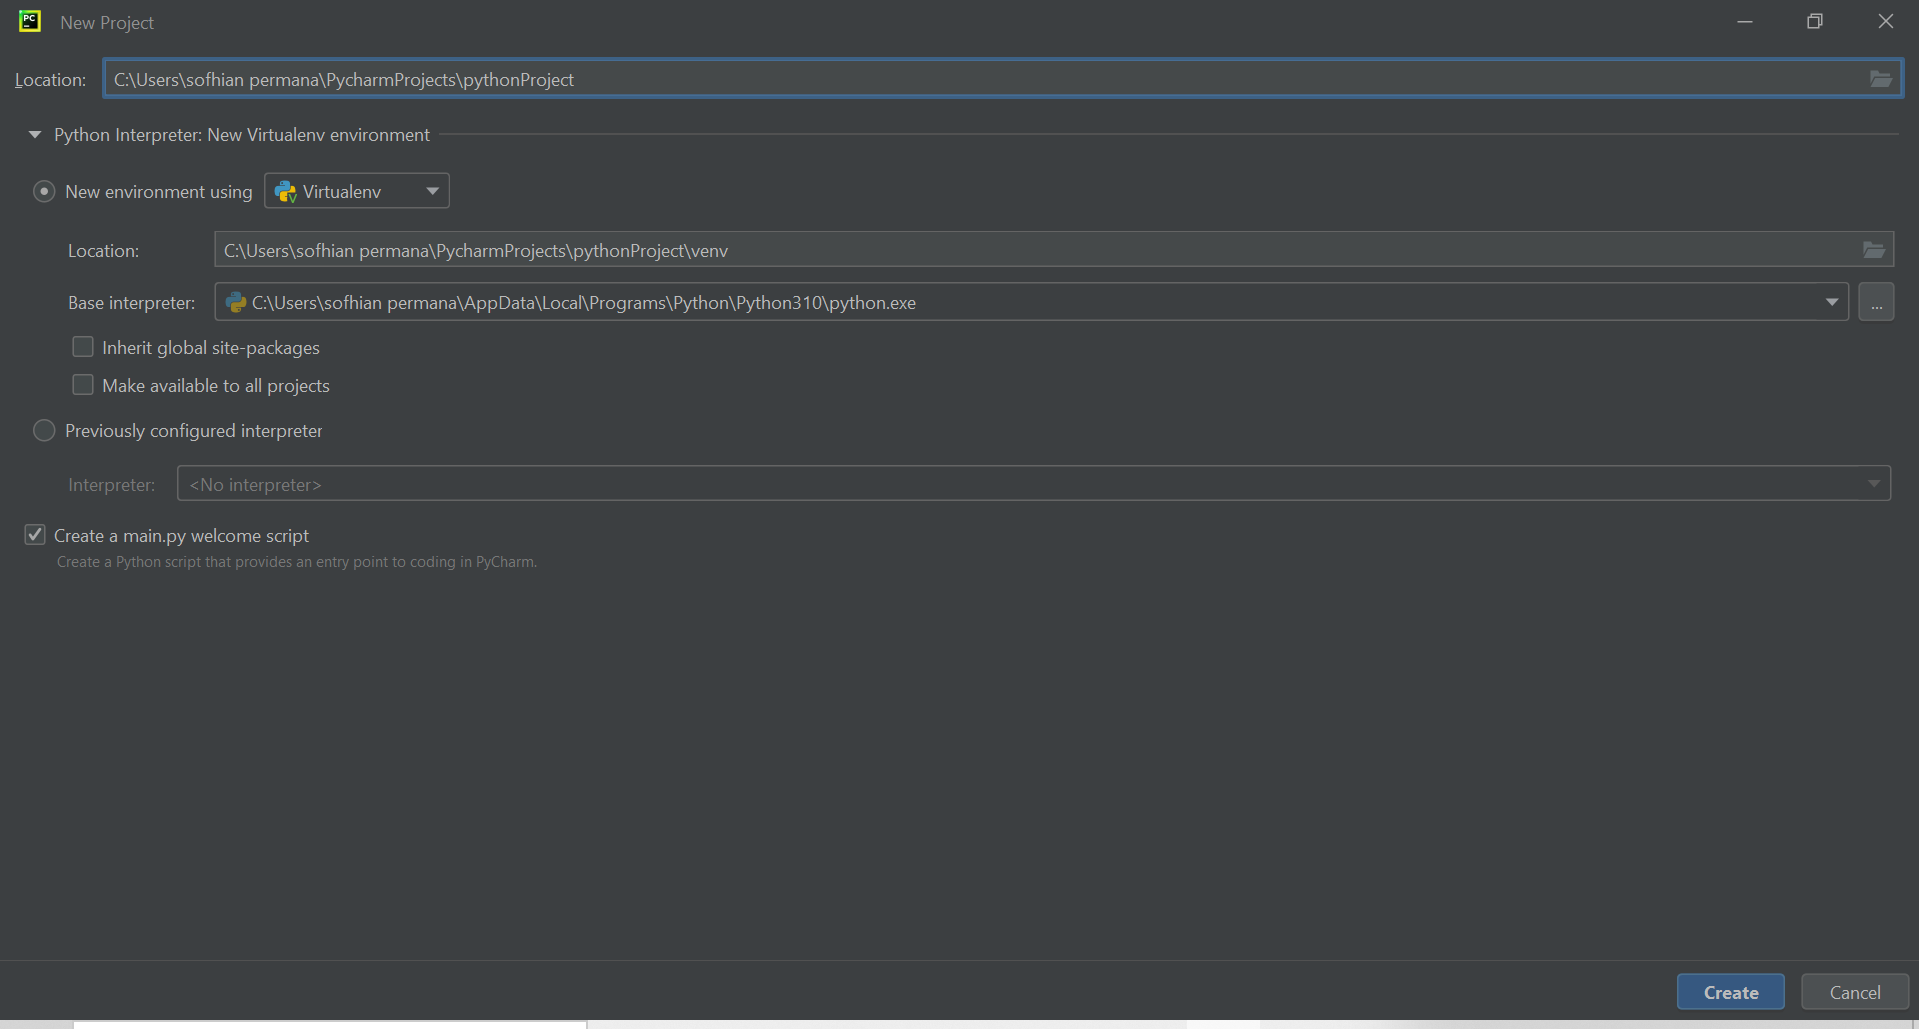 PC New Project
Location: C:\Users\sofhian permana\PycharmProjects\pythonProject
Python Interpreter: New Virtualenv environment
New environment using Virtualenv
Location: C:\Users\sofhian permana\PycharmProjects\pythonProject\venv
Base interpreter: C:\Users\sofhian permana\AppData\Local\Programs\Python\Python310\python.exe ...
Inherit global site-packages
Make available to all projects
Previously configured interpreter
Interpreter: <No interpreter>
Create a main.py welcome script
Create a Python script that provides an entry point to coding in PyCharm.
Create Cancel